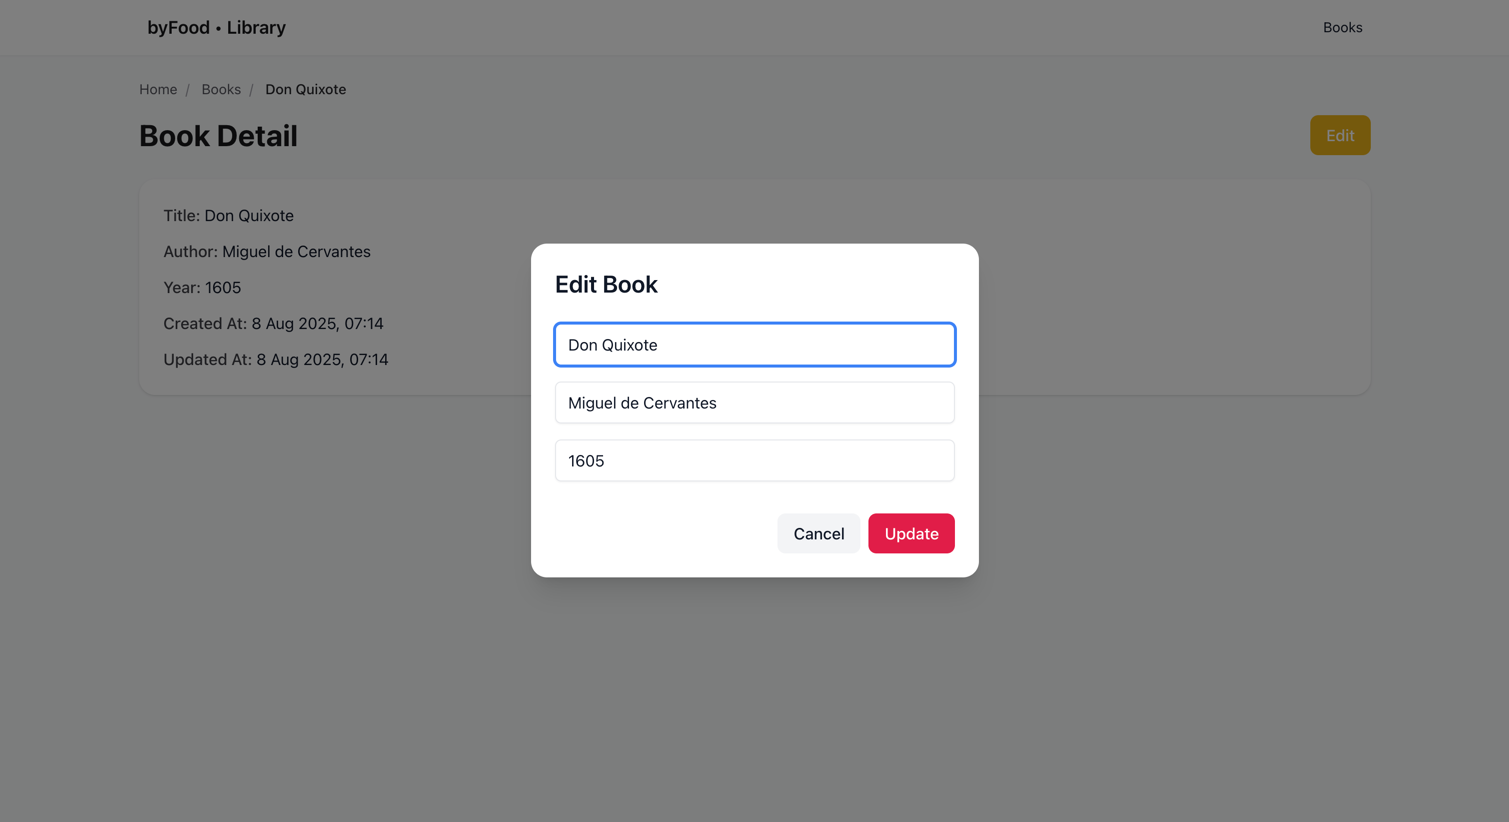 byFood • Library
Books
Home / Books / Don Quixote
Book Detail
Edit
Title: Don Quixote
Author: Miguel de Cervantes
Year: 1605
Created At: 8 Aug 2025, 07:14
Updated At: 8 Aug 2025, 07:14
Edit Book
Don Quixote
Miguel de Cervantes
1605
Cancel
Update